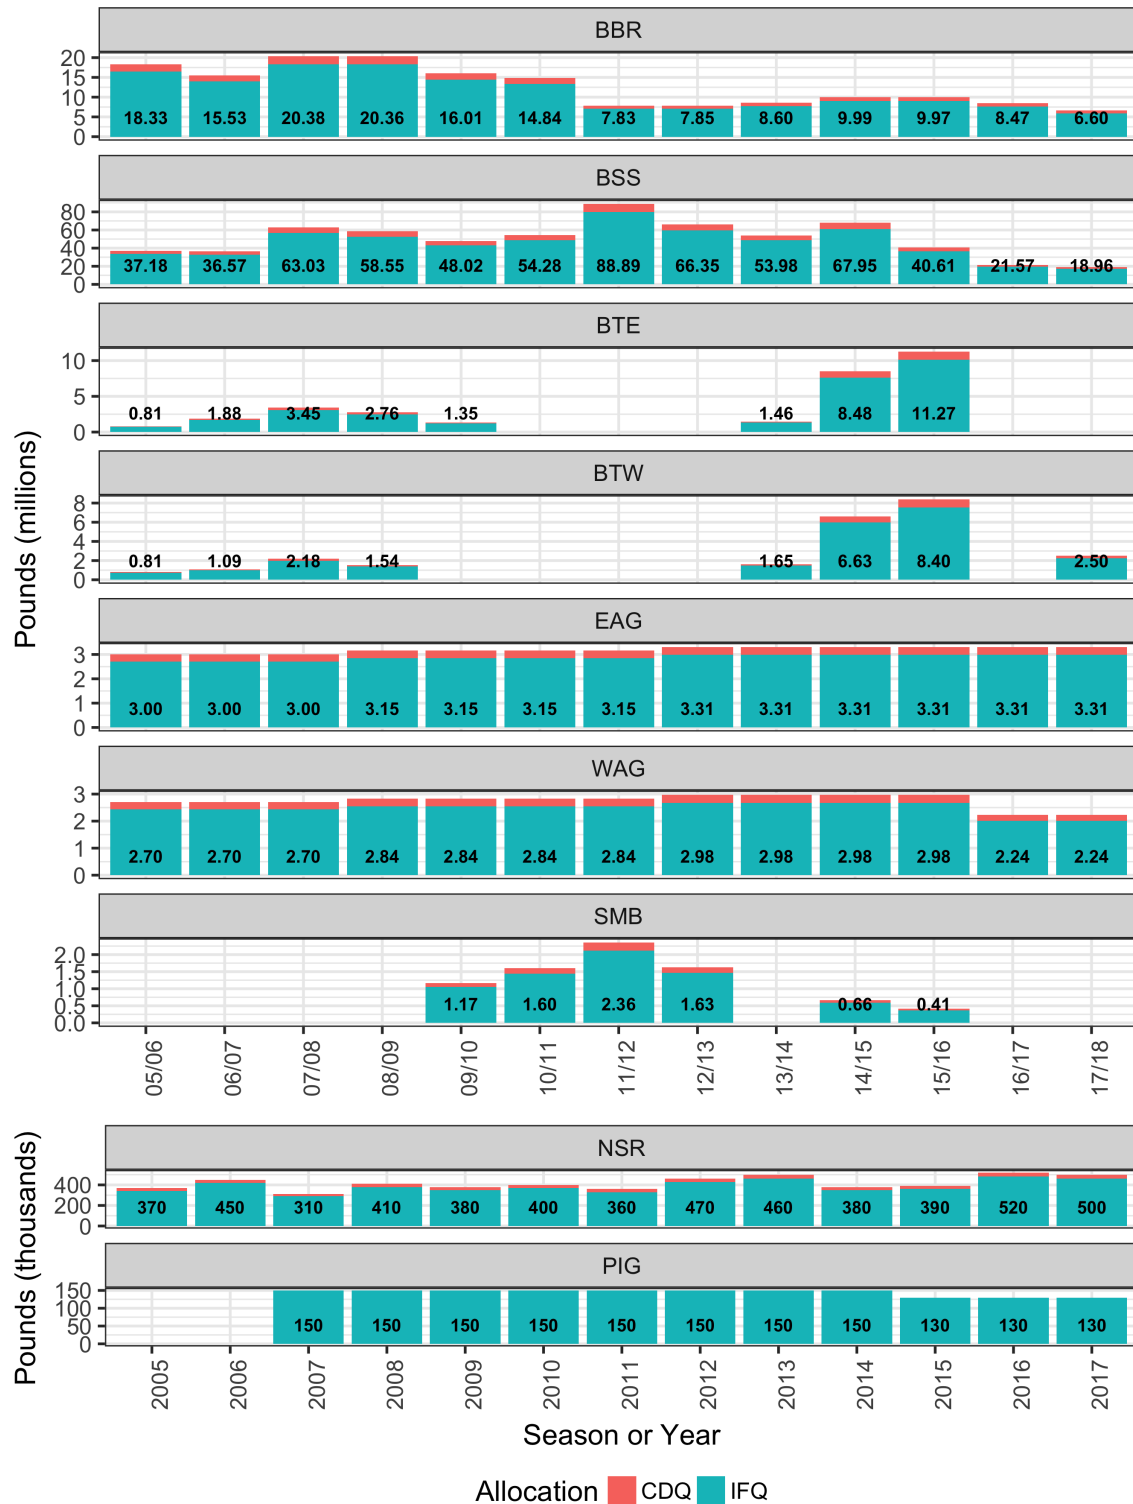 BBR
20
15
10
5
0
18.33 15.53 20.38 20.36 16.01 14.84 7.83 7.85 8.60 9.99 9.97 8.47 6.60
BSS
80
60
40
20
0
37.18 36.57 63.03 58.55 48.02 54.28 88.89 66.35 53.98 67.95 40.61 21.57 18.96
BTE
10
5
0
0.81 1.88 3.45 2.76 1.35 1.46 8.48 11.27
Pounds (millions)
BTW
8
6
4
2
0
0.81 1.09 2.18 1.54 1.65 6.63 8.40 2.50
EAG
3
2
1
0
3.00 3.00 3.00 3.15 3.15 3.15 3.15 3.31 3.31 3.31 3.31 3.31 3.31
WAG
3
2
1
0
2.70 2.70 2.70 2.84 2.84 2.84 2.84 2.98 2.98 2.98 2.98 2.24 2.24
SMB
2.0
1.5
1.0
0.5
0.0
1.17 1.60 2.36 1.63 0.66 0.41
05/06 06/07 07/08 08/09 09/10 10/11 11/12 12/13 13/14 14/15 15/16 16/17 17/18
Pounds (thousands)
NSR
400
200
0
370 450 310 410 380 400 360 470 460 380 390 520 500
PIG
150
100
50
0
150 150 150 150 150 150 150 150 130 130 130
2005 2006 2007 2008 2009 2010 2011 2012 2013 2014 2015 2016 2017
Season or Year
Allocation CDQ IFQ